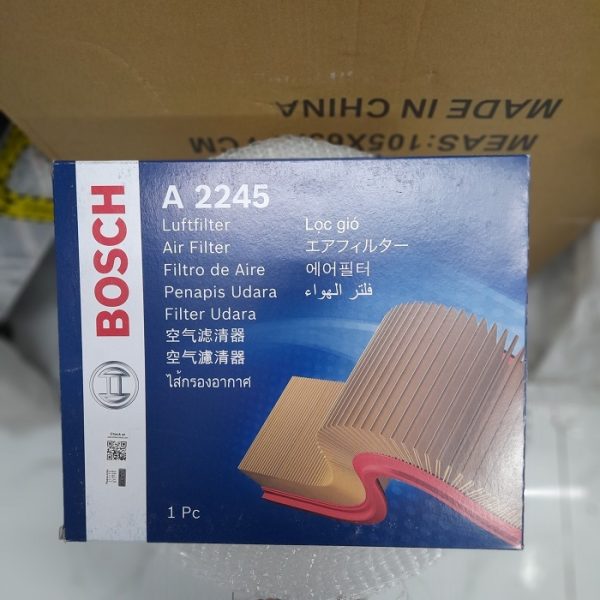 MADE IN CHINA
BOSCH
A 2245
Luftfilter
Air Filter
Filtro de Aire
Penapis Udara
Filter Udara
空气滤清器
空气濾清器
ไส้กรองอากาศ
Lọc gió
エアフィルター
에어필터
فلتر الهواء
1 Pc